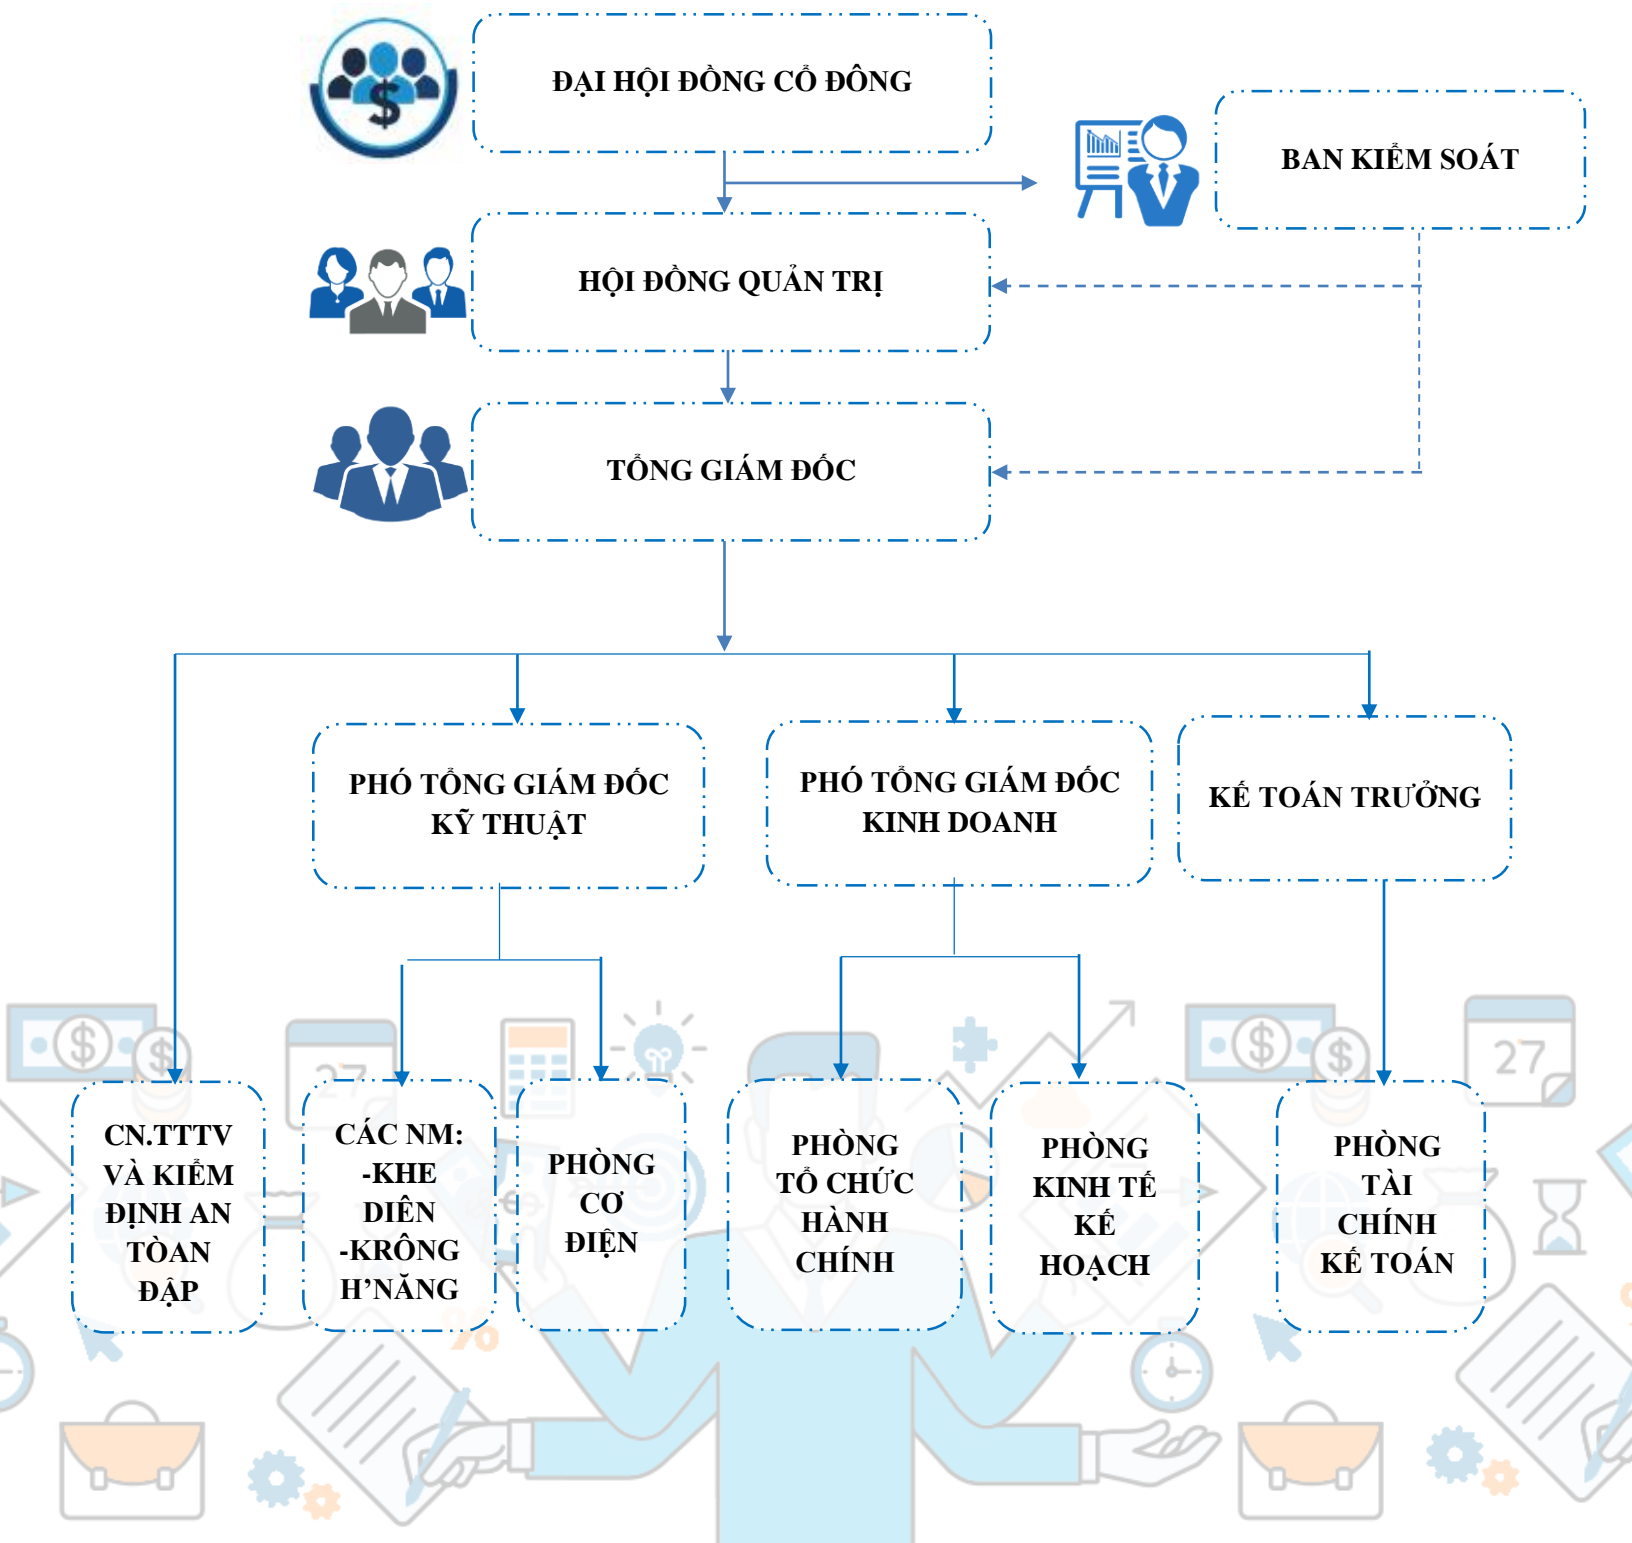 ĐẠI HỘI ĐỒNG CỔ ĐÔNG
BAN KIỂM SOÁT
HỘI ĐỒNG QUẢN TRỊ
TỔNG GIÁM ĐỐC
PHÓ TỔNG GIÁM ĐỐC
KỸ THUẬT
PHÓ TỔNG GIÁM ĐỐC
KINH DOANH
KẾ TOÁN TRƯỞNG
CN.TTTV
VÀ KIỂM
ĐỊNH AN
TÒAN
ĐẬP
CÁC NM:
-KHE
DIÊN
-KRÔNG
H’NĂNG
PHÒNG
CƠ
ĐIỆN
PHÒNG
TỔ CHỨC
HÀNH
CHÍNH
PHÒNG
KINH TẾ
KẾ
HOẠCH
PHÒNG
TÀI
CHÍNH
KẾ TOÁN
27
27